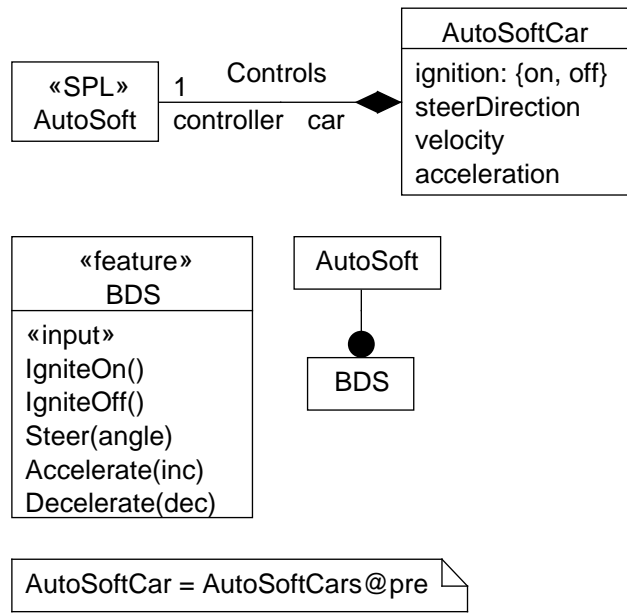 AutoSoftCar
ignition: {on, off}
steerDirection
velocity
acceleration
«SPL»
AutoSoft
1
Controls
controller
car
«feature»
BDS
«input»
IgniteOn()
IgniteOff()
Steer(angle)
Accelerate(inc)
Decelerate(dec)
AutoSoft
BDS
AutoSoftCar = AutoSoftCars@pre